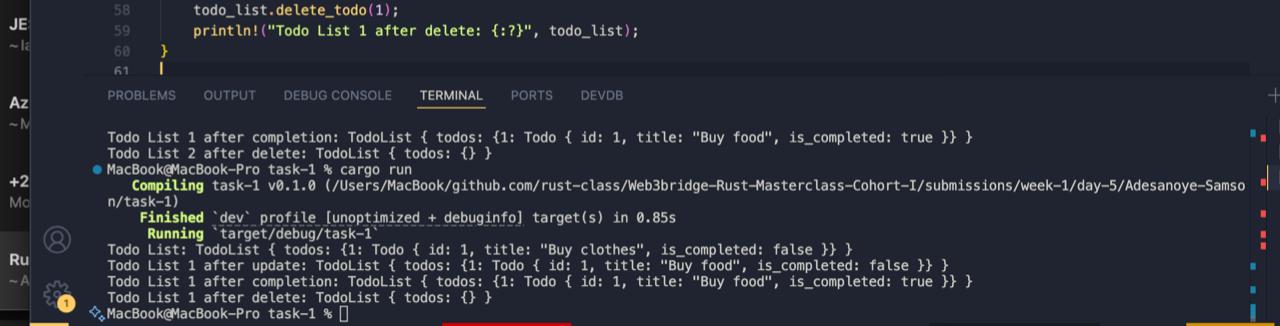 JE
~ la
Az
~ M
+2
Mo
Ru
~ A
58 todo_list.delete_todo(1);
59 println!("Todo List 1 after delete: {:?}", todo_list);
60 }
61
PROBLEMS OUTPUT DEBUG CONSOLE TERMINAL PORTS DEVDB
Todo List 1 after completion: TodoList { todos: {1: Todo { id: 1, title: "Buy food", is_completed: true }} }
Todo List 2 after delete: TodoList { todos: {} }
MacBook@MacBook-Pro task-1 % cargo run
Compiling task-1 v0.1.0 (/Users/MacBook/github.com/rust-class/Web3bridge-Rust-Masterclass-Cohort-I/submissions/week-1/day-5/Adesanoye-Samso
n/task-1)
Finished `dev` profile [unoptimized + debuginfo] target(s) in 0.85s
Running `target/debug/task-1`
Todo List: TodoList { todos: {1: Todo { id: 1, title: "Buy clothes", is_completed: false }} }
Todo List 1 after update: TodoList { todos: {1: Todo { id: 1, title: "Buy food", is_completed: false }} }
Todo List 1 after completion: TodoList { todos: {1: Todo { id: 1, title: "Buy food", is_completed: true }} }
Todo List 1 after delete: TodoList { todos: {} }
MacBook@MacBook-Pro task-1 %
1